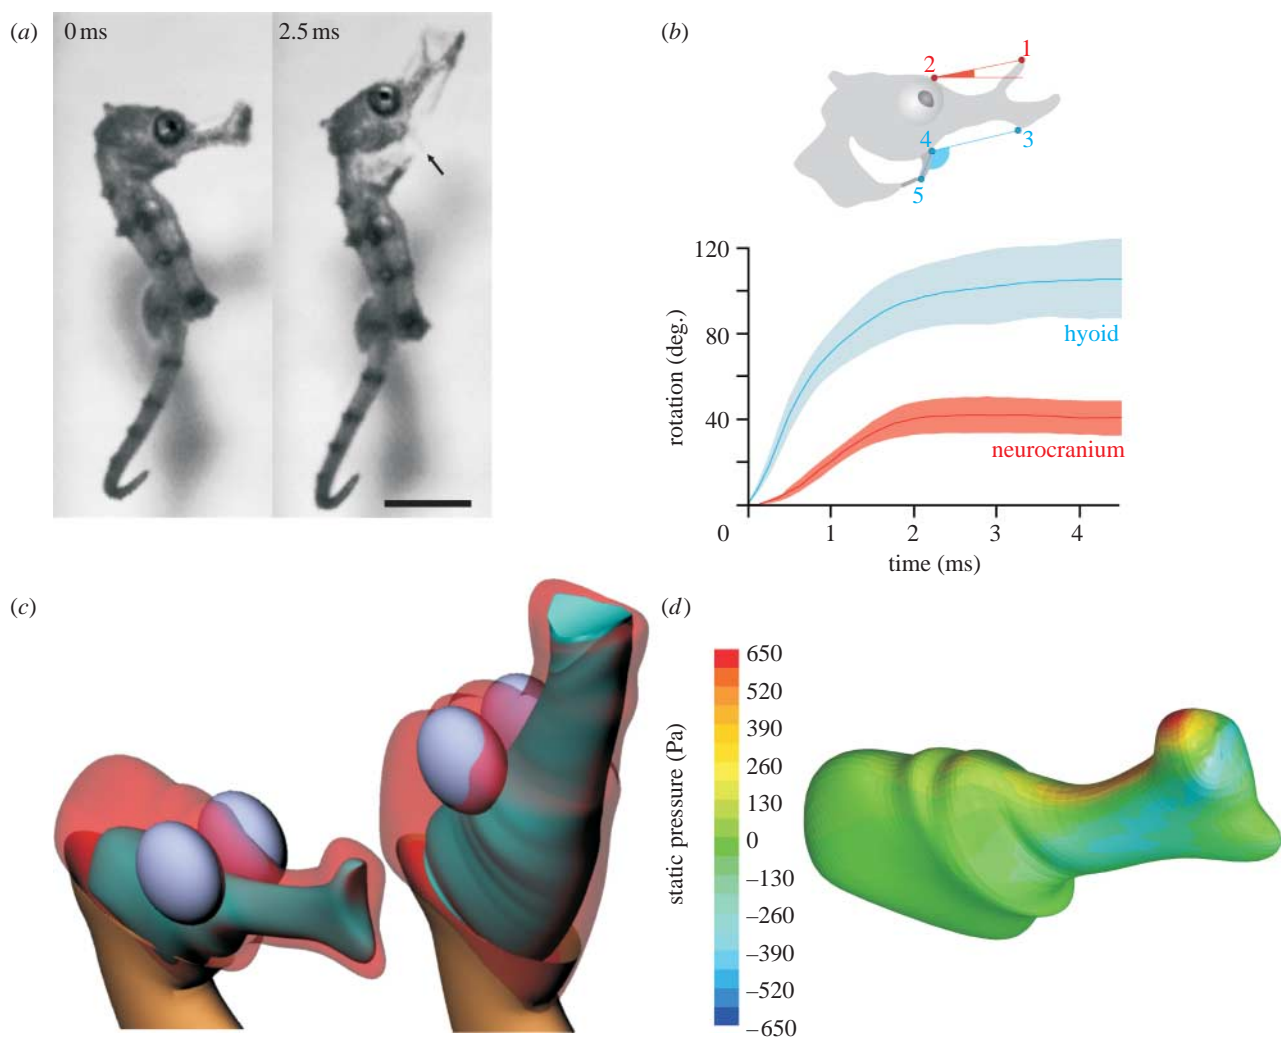 (a)
0 ms
2.5 ms
(b)
1
2
3
4
5
120
80
40
0
rotation (deg.)
hyoid
neurocranium
1
2
3
4
time (ms)
(c)
(d)
static pressure (Pa)
650
520
390
260
130
0
–130
–260
–390
–520
–650